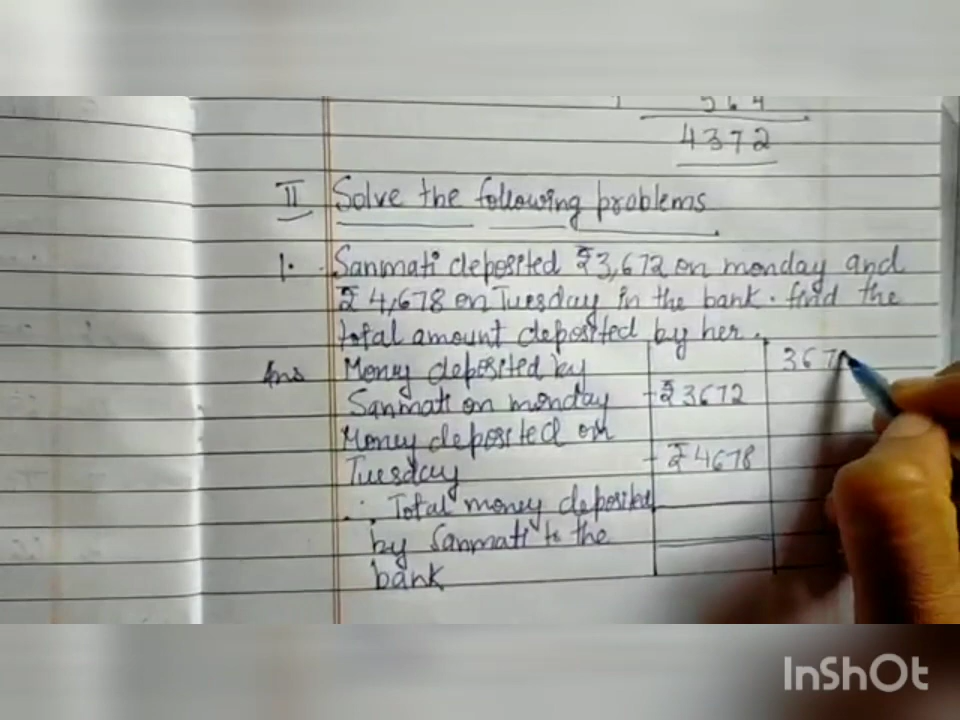 564
4372
II Solve the following problems.
1. Sanmati deposited ₹3,672 on monday and
₹ 4,678 on Tuesday in the bank. find the
total amount deposited by her.
Ans Money deposited by 367
Sanmati on monday - ₹ 3672
Money deposited on
Tuesday - ₹ 4678
∴ Total money deposited
by Sanmati to the
bank
InShOt